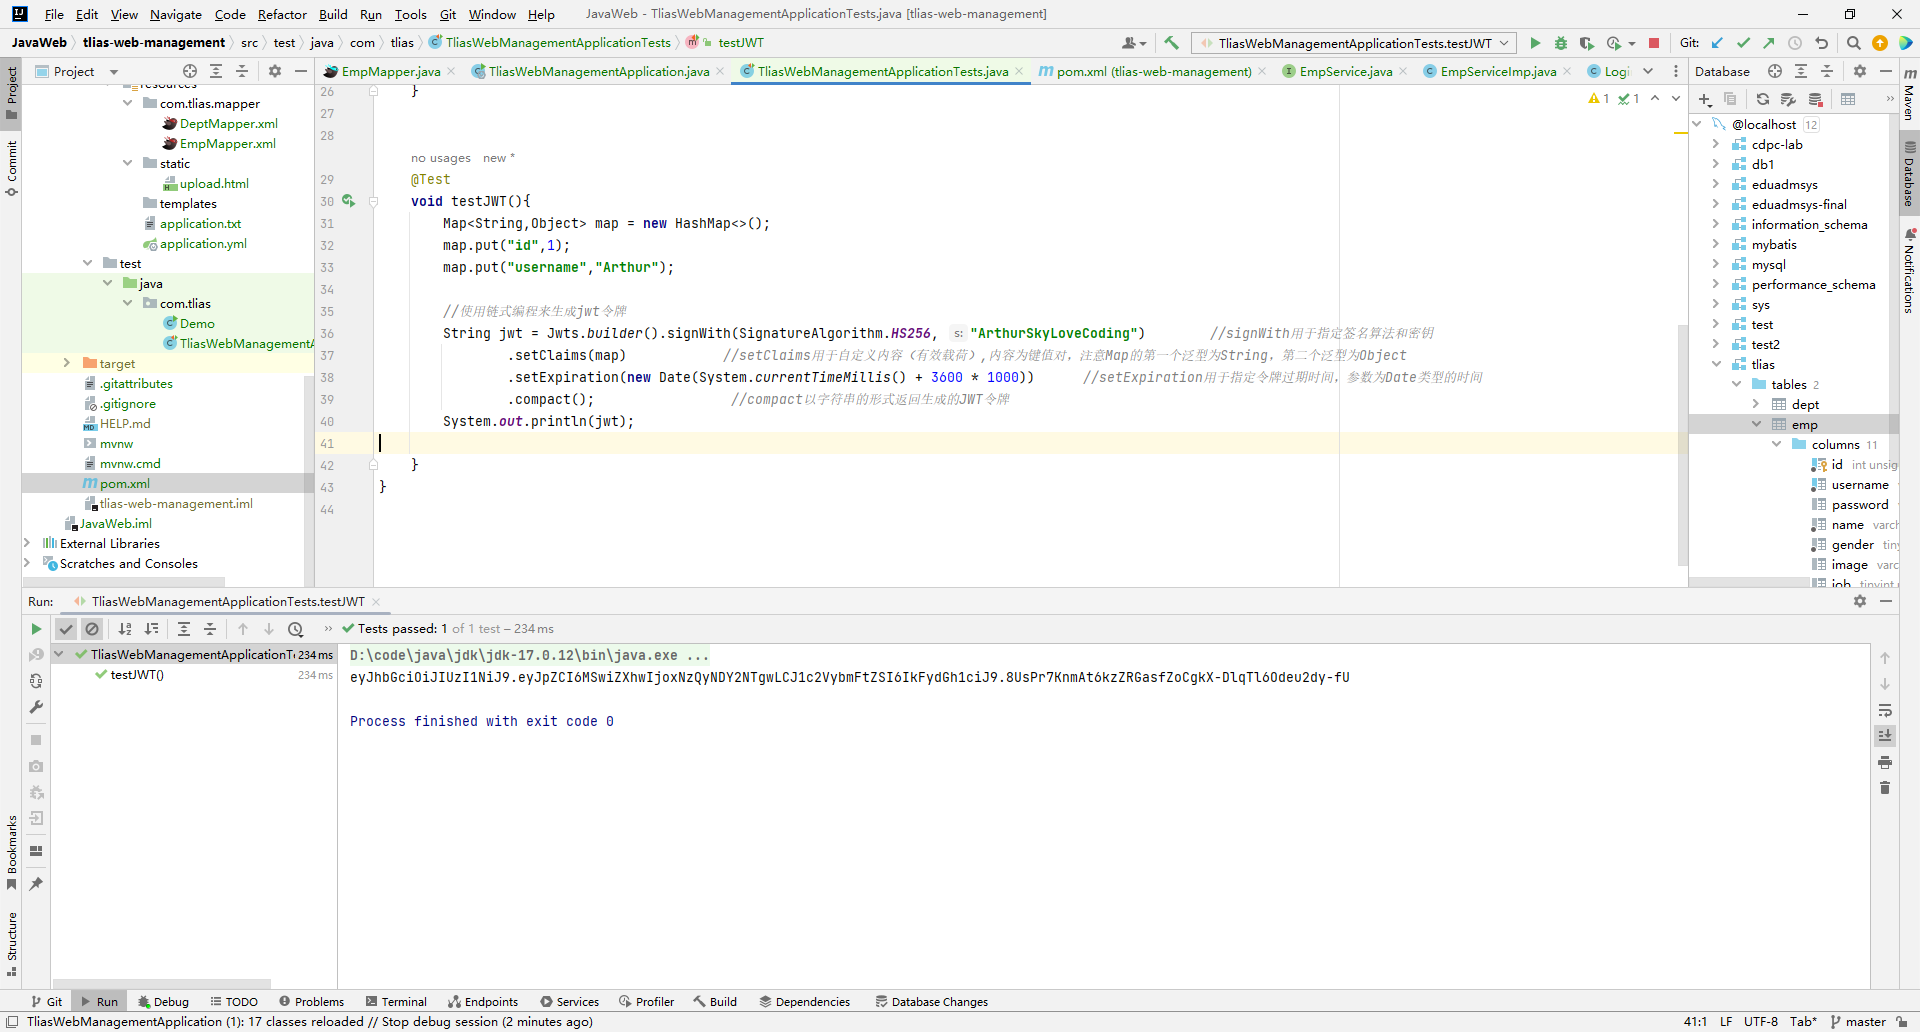 File Edit View Navigate Code Refactor Build Run Tools Git Window Help JavaWeb - TliasWebManagementApplicationTests.java [tlias-web-management]
JavaWeb tlias-web-management src test java com tlias TliasWebManagementApplicationTests testJWT
TliasWebManagementApplicationTests.testJWT Git:
Project
EmpMapper.java TliasWebManagementApplication.java TliasWebManagementApplicationTests.java pom.xml (tlias-web-management) EmpService.java EmpServiceImp.java Logi
Database
Project
Commit
Bookmarks
Structure
Maven
Database
Notifications
resources
com.tlias.mapper
DeptMapper.xml
EmpMapper.xml
static
upload.html
templates
application.txt
application.yml
test
java
com.tlias
Demo
TliasWebManagementA
target
.gitattributes
.gitignore
HELP.md
mvnw
mvnw.cmd
pom.xml
tlias-web-management.iml
JavaWeb.iml
External Libraries
Scratches and Consoles
1 1
26 }
27
28
no usages new *
29 @Test
30 void testJWT(){
31 Map<String,Object> map = new HashMap<>();
32 map.put("id",1);
33 map.put("username","Arthur");
34
35 //使用链式编程来生成jwt令牌
36 String jwt = Jwts.builder().signWith(SignatureAlgorithm.HS256, s: "ArthurSkyLoveCoding") //signWith用于指定签名算法和密钥
37 .setClaims(map) //setClaims用于自定义内容（有效载荷）,内容为键值对，注意Map的第一个泛型为String，第二个泛型为Object
38 .setExpiration(new Date(System.currentTimeMillis() + 3600 * 1000)) //setExpiration用于指定令牌过期时间，参数为Date类型的时间
39 .compact(); //compact以字符串的形式返回生成的JWT令牌
40 System.out.println(jwt);
41
42 }
43 }
44
@localhost 12
cdpc-lab
db1
eduadmsys
eduadmsys-final
information_schema
mybatis
mysql
performance_schema
sys
test
test2
tlias
tables 2
dept
emp
columns 11
id int unsig
username
password
name varch
gender tiny
image varc
job tinyint
Run: TliasWebManagementApplicationTests.testJWT
Tests passed: 1 of 1 test – 234 ms
TliasWebManagementApplicationT 234 ms
testJWT() 234 ms
D:\code\java\jdk\jdk-17.0.12\bin\java.exe ...
eyJhbGciOiJIUzI1NiJ9.eyJpZCI6MSwiZXhwIjoxNzQyNDY2NTgwLCJ1c2VybmFtZSI6IkFydGh1ciJ9.8UsPr7KnmAt6kzZRGasfZoCgkX-DlqTl6Odeu2dy-fU
Process finished with exit code 0
Git Run Debug TODO Problems Terminal Endpoints Services Profiler Build Dependencies Database Changes
TliasWebManagementApplication (1): 17 classes reloaded // Stop debug session (2 minutes ago) 41:1 LF UTF-8 Tab* master